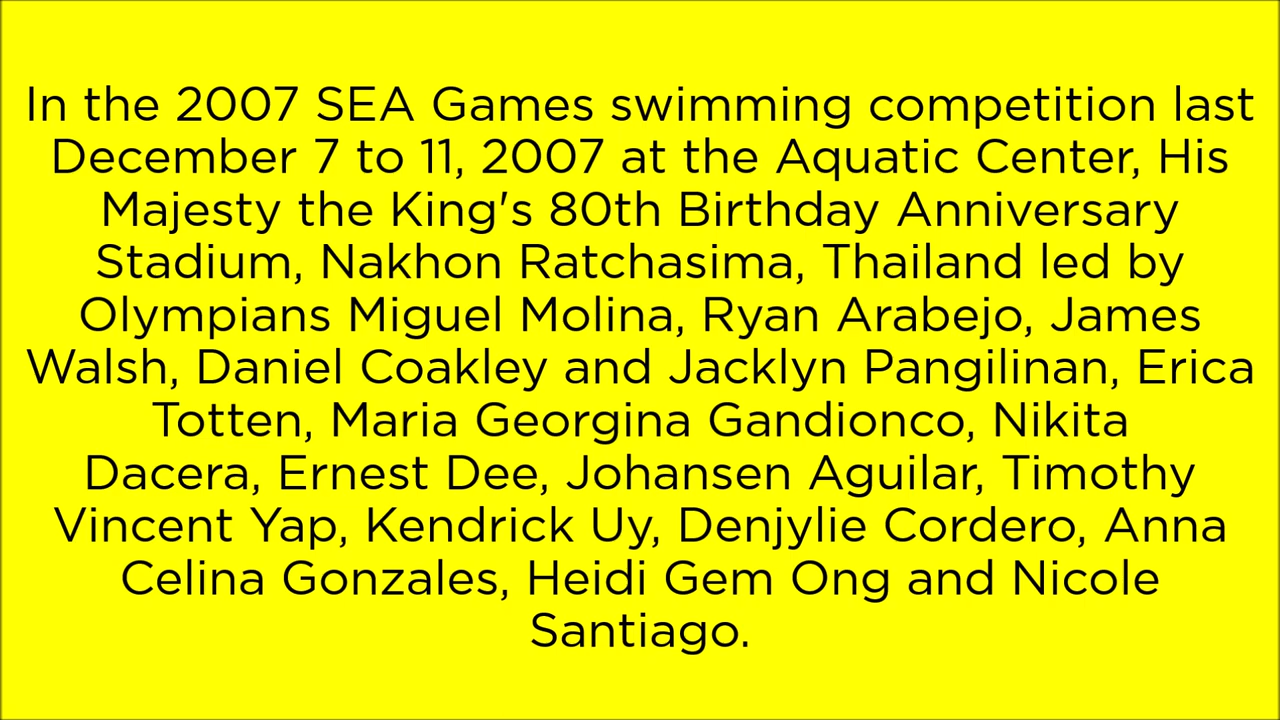 In the 2007 SEA Games swimming competition last
December 7 to 11, 2007 at the Aquatic Center, His
Majesty the King's 80th Birthday Anniversary
Stadium, Nakhon Ratchasima, Thailand led by
Olympians Miguel Molina, Ryan Arabejo, James
Walsh, Daniel Coakley and Jacklyn Pangilinan, Erica
Totten, Maria Georgina Gandionco, Nikita
Dacera, Ernest Dee, Johansen Aguilar, Timothy
Vincent Yap, Kendrick Uy, Denjylie Cordero, Anna
Celina Gonzales, Heidi Gem Ong and Nicole
Santiago.